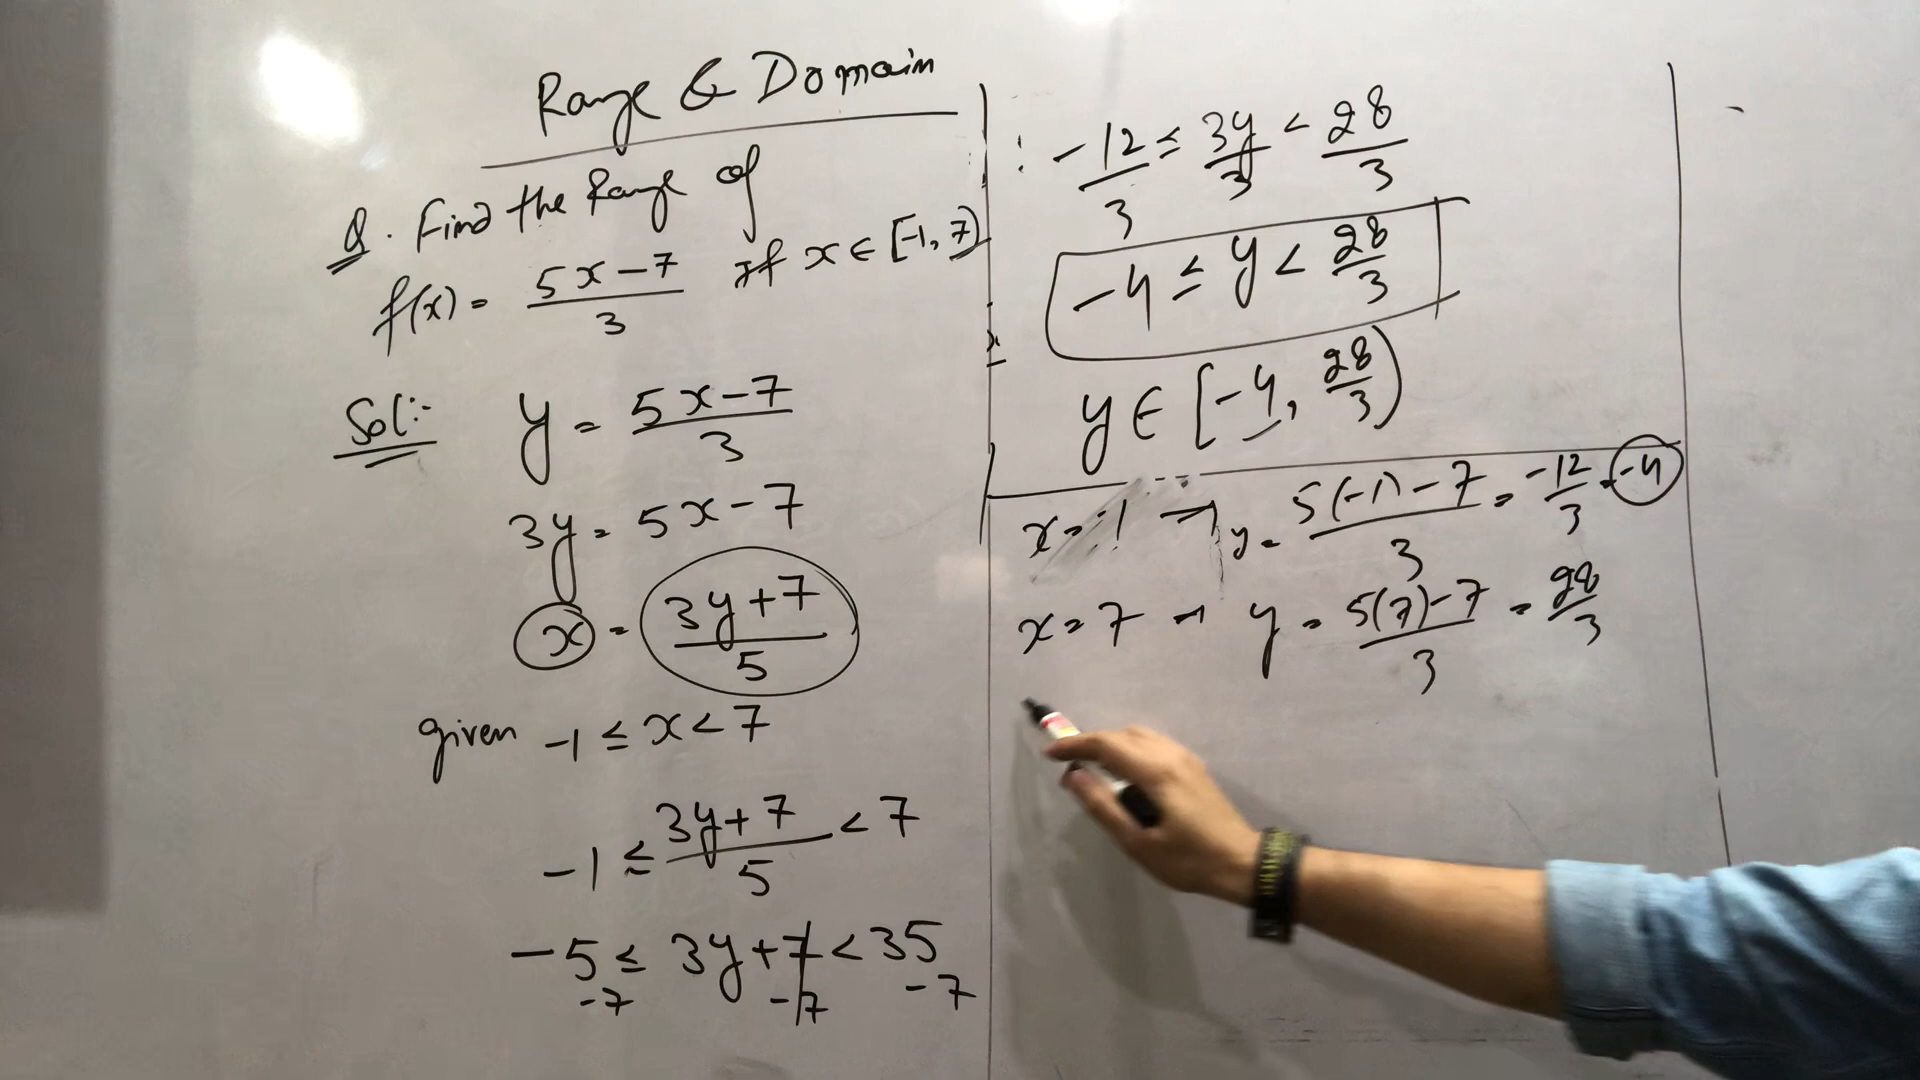 Range & Domain
Q. Find the Range of
f(x) = (5x-7)/3 if x ∈ [-1, 7)
Sol:-
y = (5x-7)/3
3y = 5x-7
x = (3y+7)/5
given -1 ≤ x < 7
-1 ≤ (3y+7)/5 < 7
-5 ≤ 3y+7 < 35
-7 -7 -7
-12/3 ≤ 3y/3 < 28/3
-4 ≤ y < 28/3
y ∈ [-4, 28/3)
x = -1 → y = (5(-1)-7)/3 = -12/3 = -4
x = 7 → y = (5(7)-7)/3 = 28/3